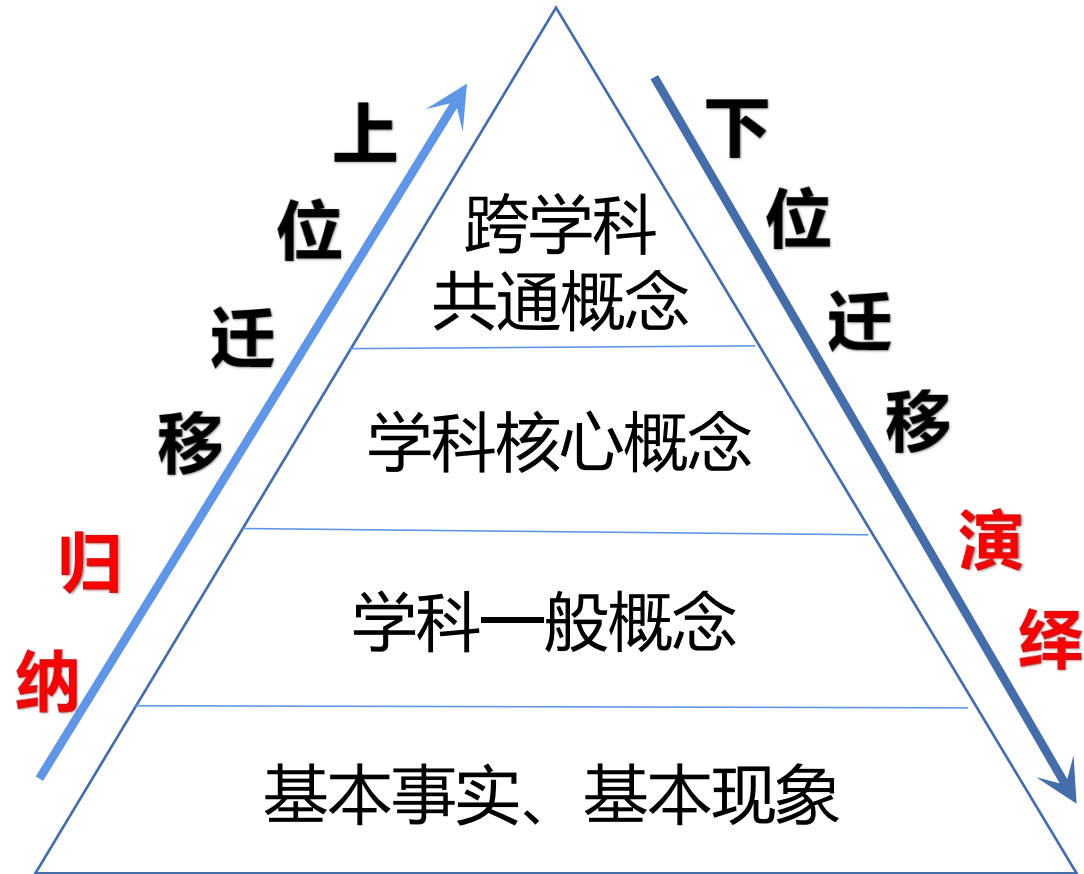 上位迁移
归纳
下位迁移
演绎
跨学科
共通概念
学科核心概念
学科一般概念
基本事实、基本现象